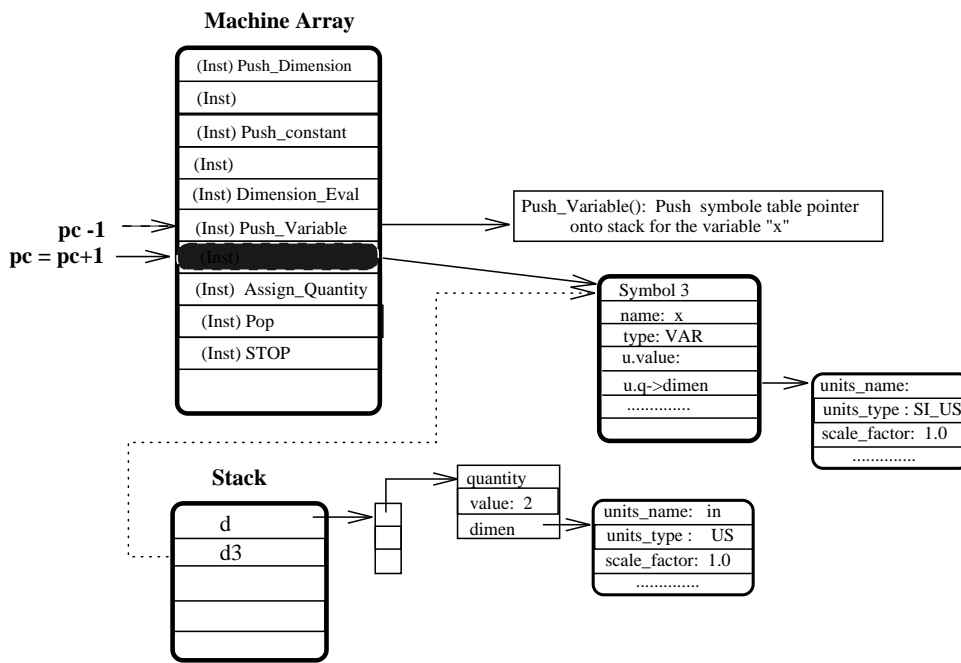 Machine Array
(Inst) Push_Dimension
(Inst)
(Inst) Push_constant
(Inst)
(Inst) Dimension_Eval
(Inst) Push_Variable
(Inst)
(Inst) Assign_Quantity
(Inst) Pop
(Inst) STOP
pc -1
pc = pc+1
Push_Variable(): Push symbole table pointer
onto stack for the variable "x"
Symbol 3
name: x
type: VAR
u.value:
u.q->dimen
..............
units_name:
units_type : SI_US
scale_factor: 1.0
..............
Stack
d
d3
quantity
value: 2
dimen
units_name: in
units_type : US
scale_factor: 1.0
..............